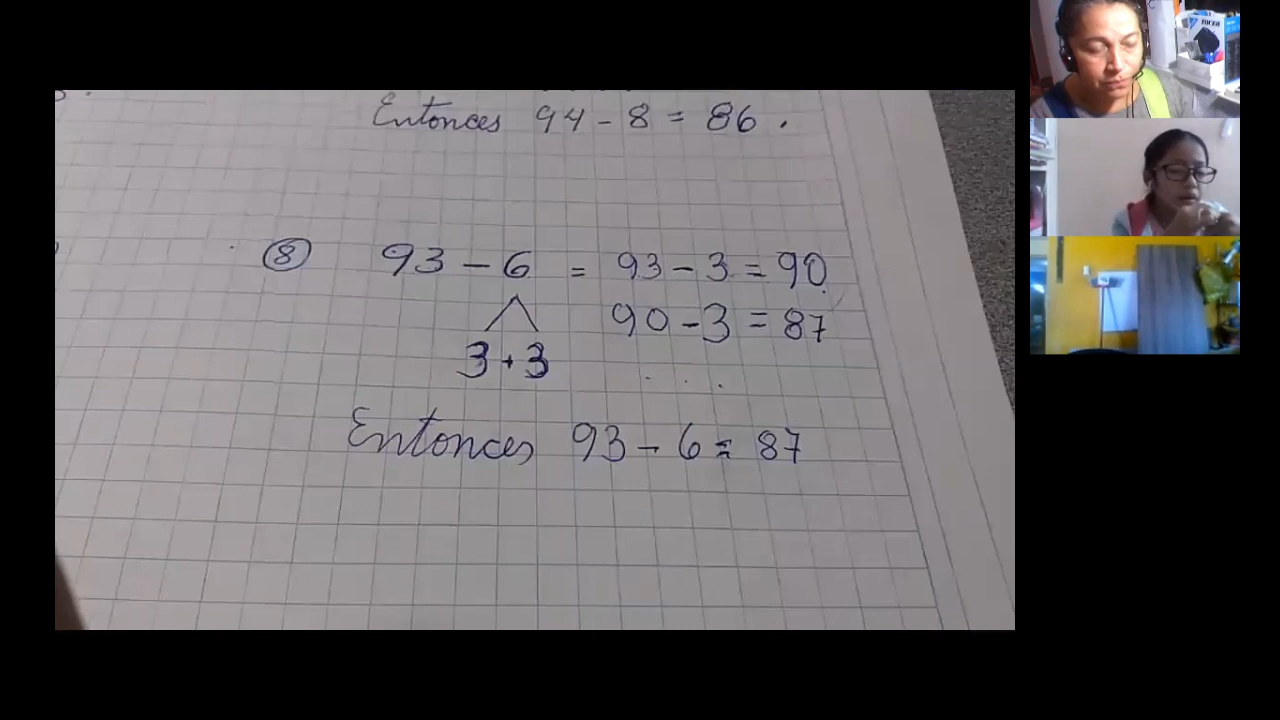 Entonces 94 - 8 = 86.
8 93 - 6 = 93 - 3 = 90
90 - 3 = 87
3 + 3
Entonces 93 - 6 = 87